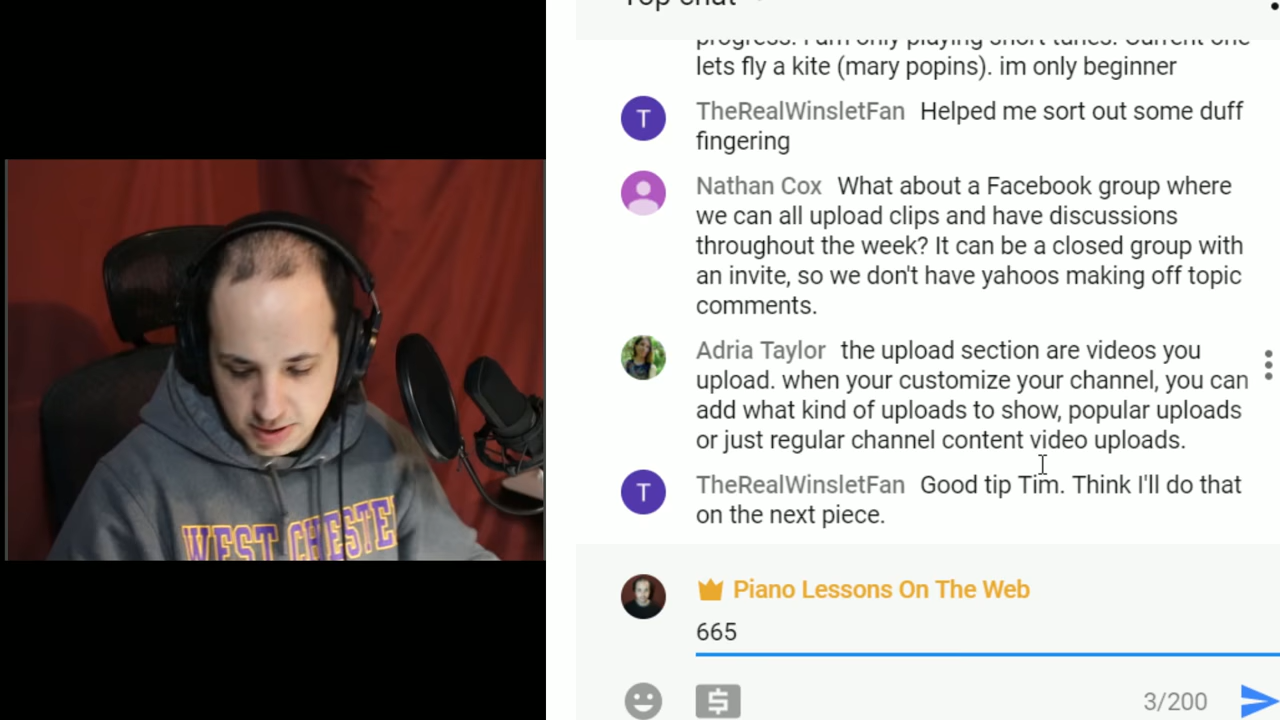 Top chat
progress. I am only playing short tunes. Current one
lets fly a kite (mary popins). im only beginner
T
TheRealWinsletFan Helped me sort out some duff
fingering
Nathan Cox What about a Facebook group where
we can all upload clips and have discussions
throughout the week? It can be a closed group with
an invite, so we don't have yahoos making off topic
comments.
Adria Taylor the upload section are videos you
upload. when your customize your channel, you can
add what kind of uploads to show, popular uploads
or just regular channel content video uploads.
T
TheRealWinsletFan Good tip Tim. Think I'll do that
on the next piece.
Piano Lessons On The Web
665
3/200
WEST CHESTE